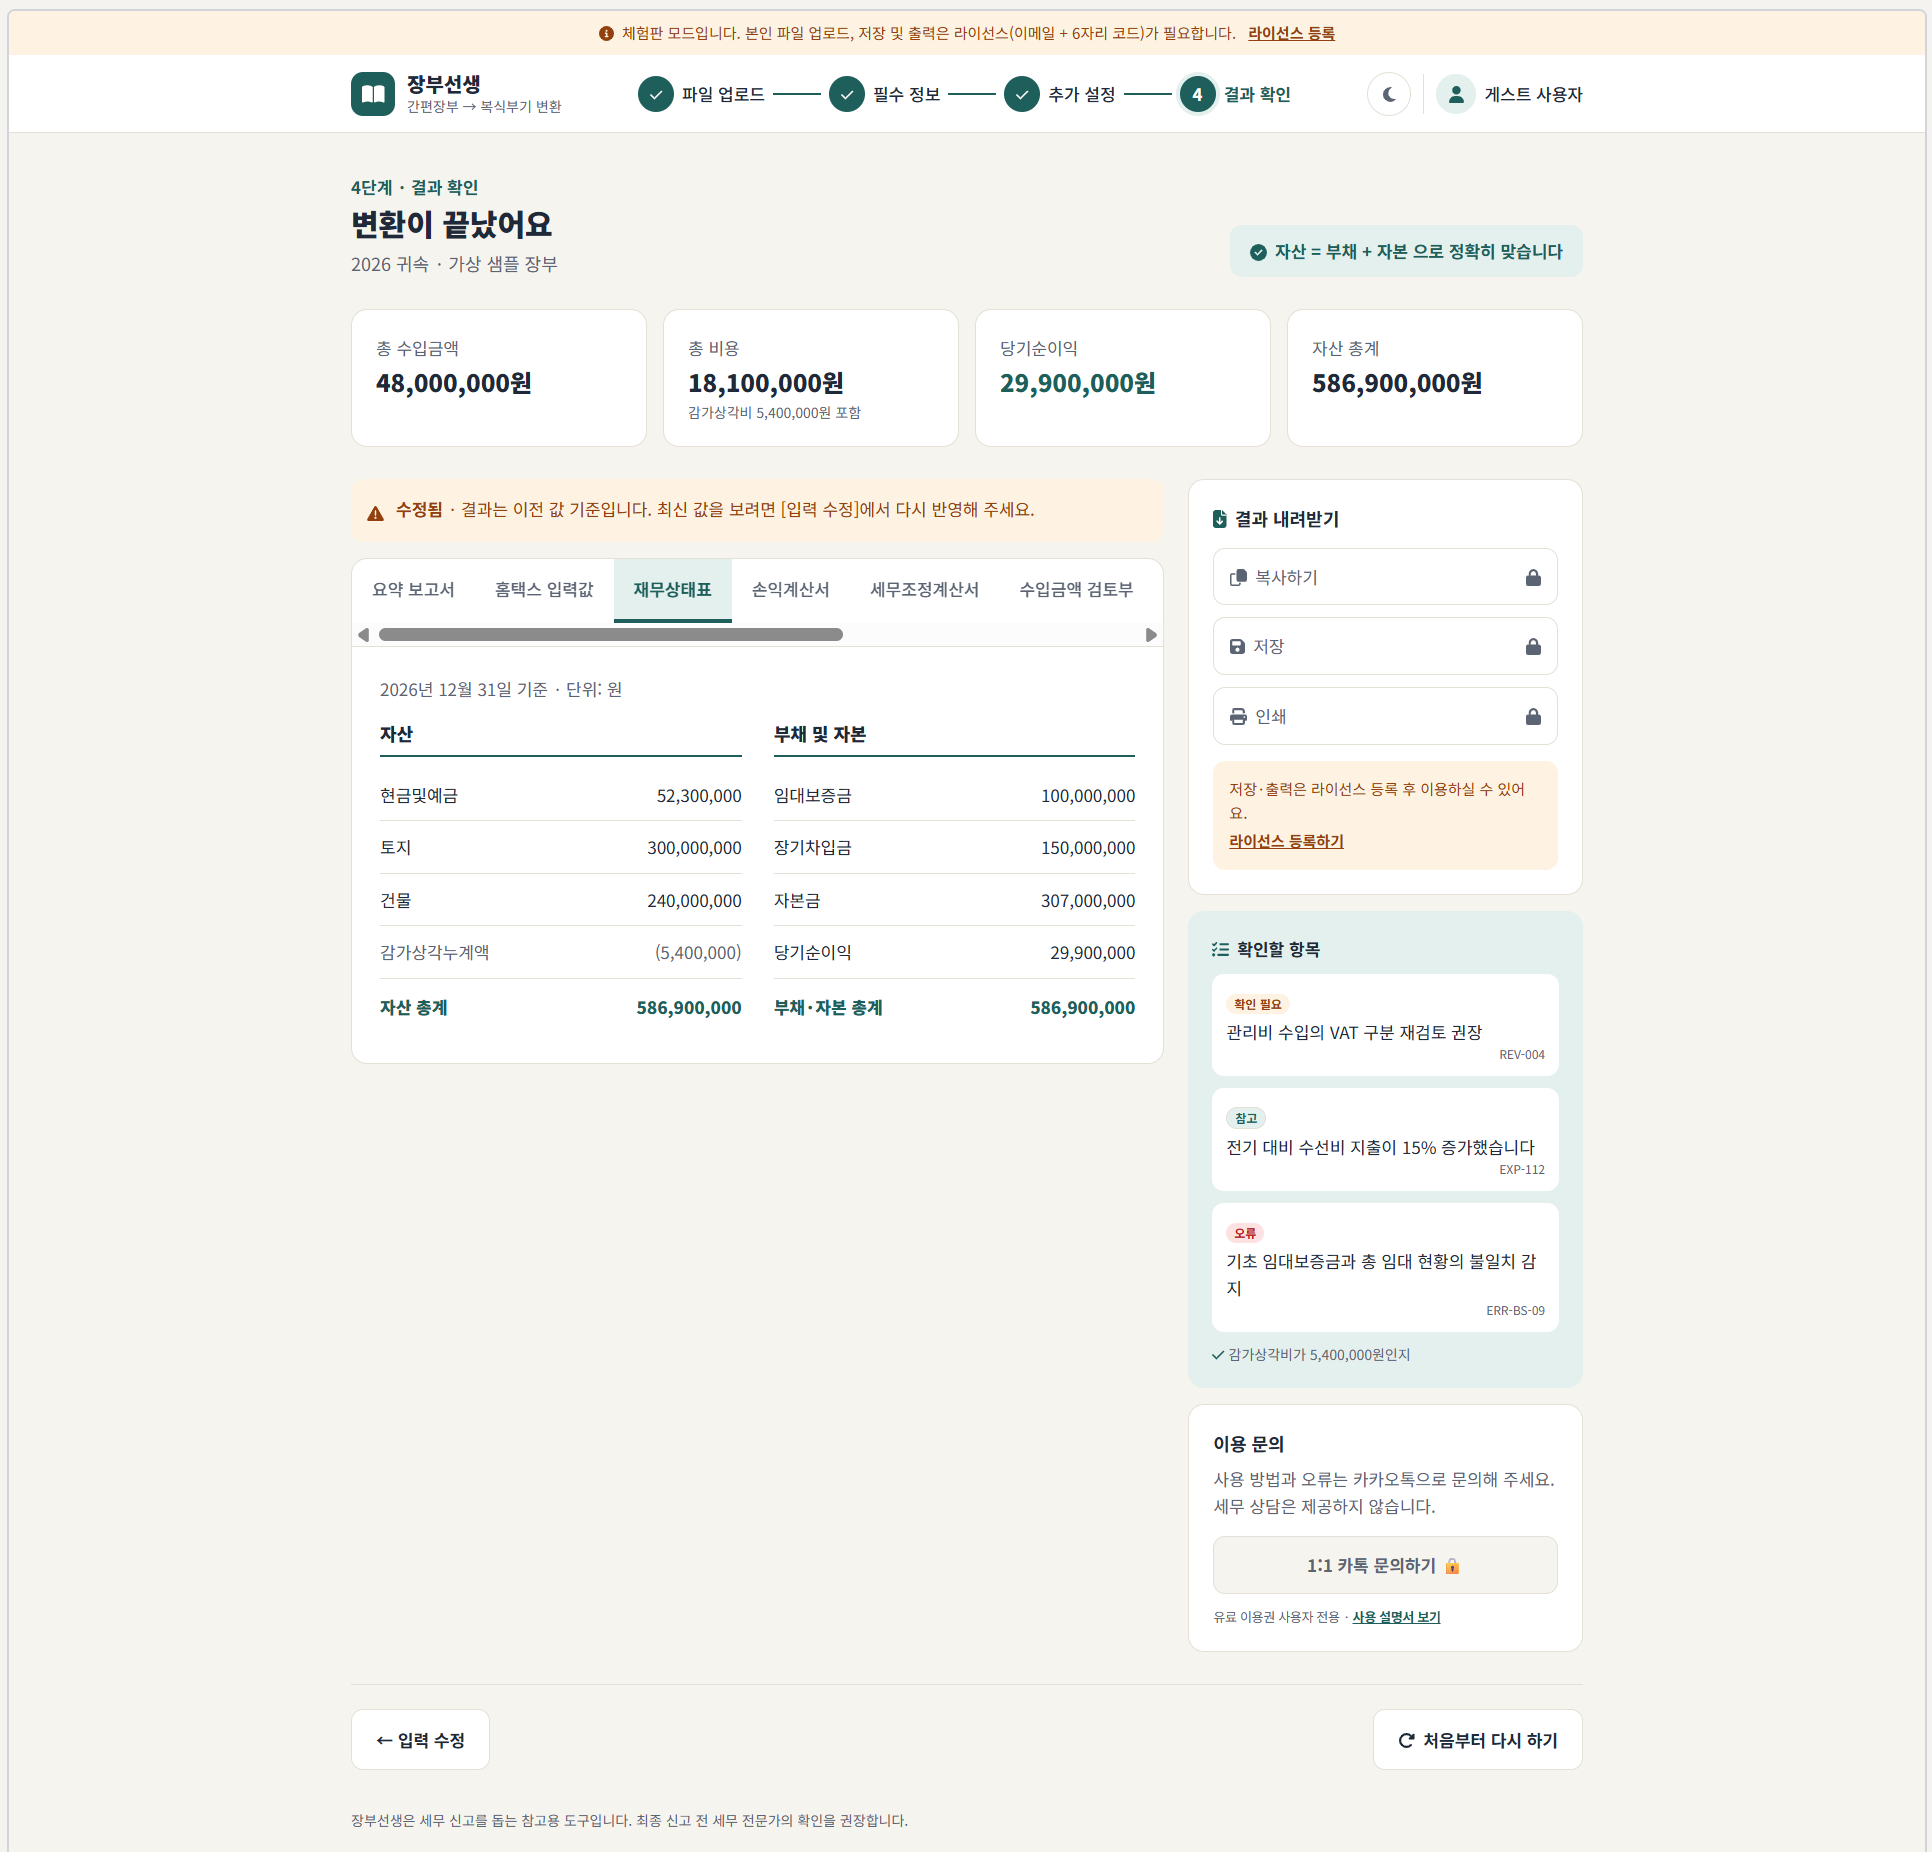 체험판 모드입니다. 본인 파일 업로드, 저장 및 출력은 라이선스(이메일 + 6자리 코드)가 필요합니다. 라이선스 등록
장부선생
간편장부 → 복식부기 변환
파일 업로드
필수 정보
추가 설정
4 결과 확인
게스트 사용자
4단계 · 결과 확인
변환이 끝났어요
2026 귀속 · 가상 샘플 장부
자산 = 부채 + 자본 으로 정확히 맞습니다
총 수입금액
48,000,000원
총 비용
18,100,000원
감가상각비 5,400,000원 포함
당기순이익
29,900,000원
자산 총계
586,900,000원
수정됨 · 결과는 이전 값 기준입니다. 최신 값을 보려면 [입력 수정]에서 다시 반영해 주세요.
요약 보고서
홈택스 입력값
재무상태표
손익계산서
세무조정계산서
수입금액 검토부
2026년 12월 31일 기준 · 단위: 원
자산
현금및예금 52,300,000
토지 300,000,000
건물 240,000,000
감가상각누계액 (5,400,000)
자산 총계 586,900,000
부채 및 자본
임대보증금 100,000,000
장기차입금 150,000,000
자본금 307,000,000
당기순이익 29,900,000
부채·자본 총계 586,900,000
결과 내려받기
복사하기
저장
인쇄
저장·출력은 라이선스 등록 후 이용하실 수 있어
요.
라이선스 등록하기
확인할 항목
확인 필요
관리비 수입의 VAT 구분 재검토 권장
REV-004
참고
전기 대비 수선비 지출이 15% 증가했습니다
EXP-112
오류
기초 임대보증금과 총 임대 현황의 불일치 감
지
ERR-BS-09
감가상각비가 5,400,000원인지
이용 문의
사용 방법과 오류는 카카오톡으로 문의해 주세요.
세무 상담은 제공하지 않습니다.
1:1 카톡 문의하기 🔒
유료 이용권 사용자 전용 · 사용 설명서 보기
← 입력 수정
처음부터 다시 하기
장부선생은 세무 신고를 돕는 참고용 도구입니다. 최종 신고 전 세무 전문가의 확인을 권장합니다.